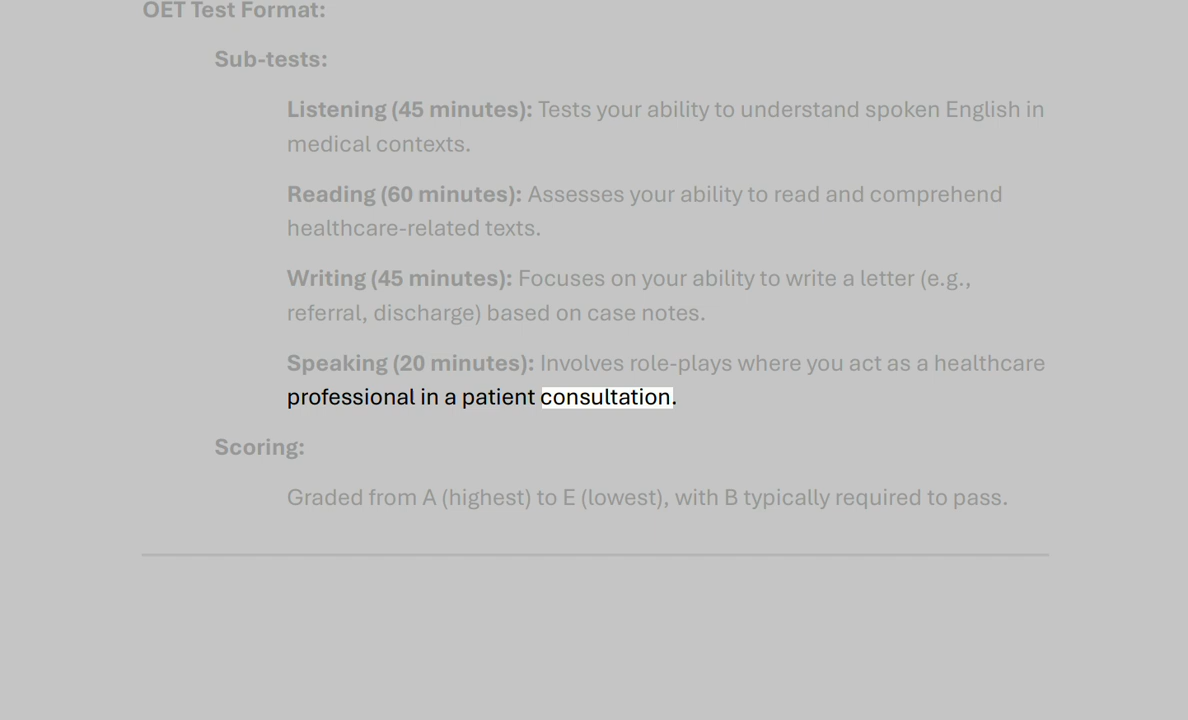 OET Test Format:
Sub-tests:
Listening (45 minutes): Tests your ability to understand spoken English in
medical contexts.
Reading (60 minutes): Assesses your ability to read and comprehend
healthcare-related texts.
Writing (45 minutes): Focuses on your ability to write a letter (e.g.,
referral, discharge) based on case notes.
Speaking (20 minutes): Involves role-plays where you act as a healthcare
professional in a patient consultation.
Scoring:
Graded from A (highest) to E (lowest), with B typically required to pass.